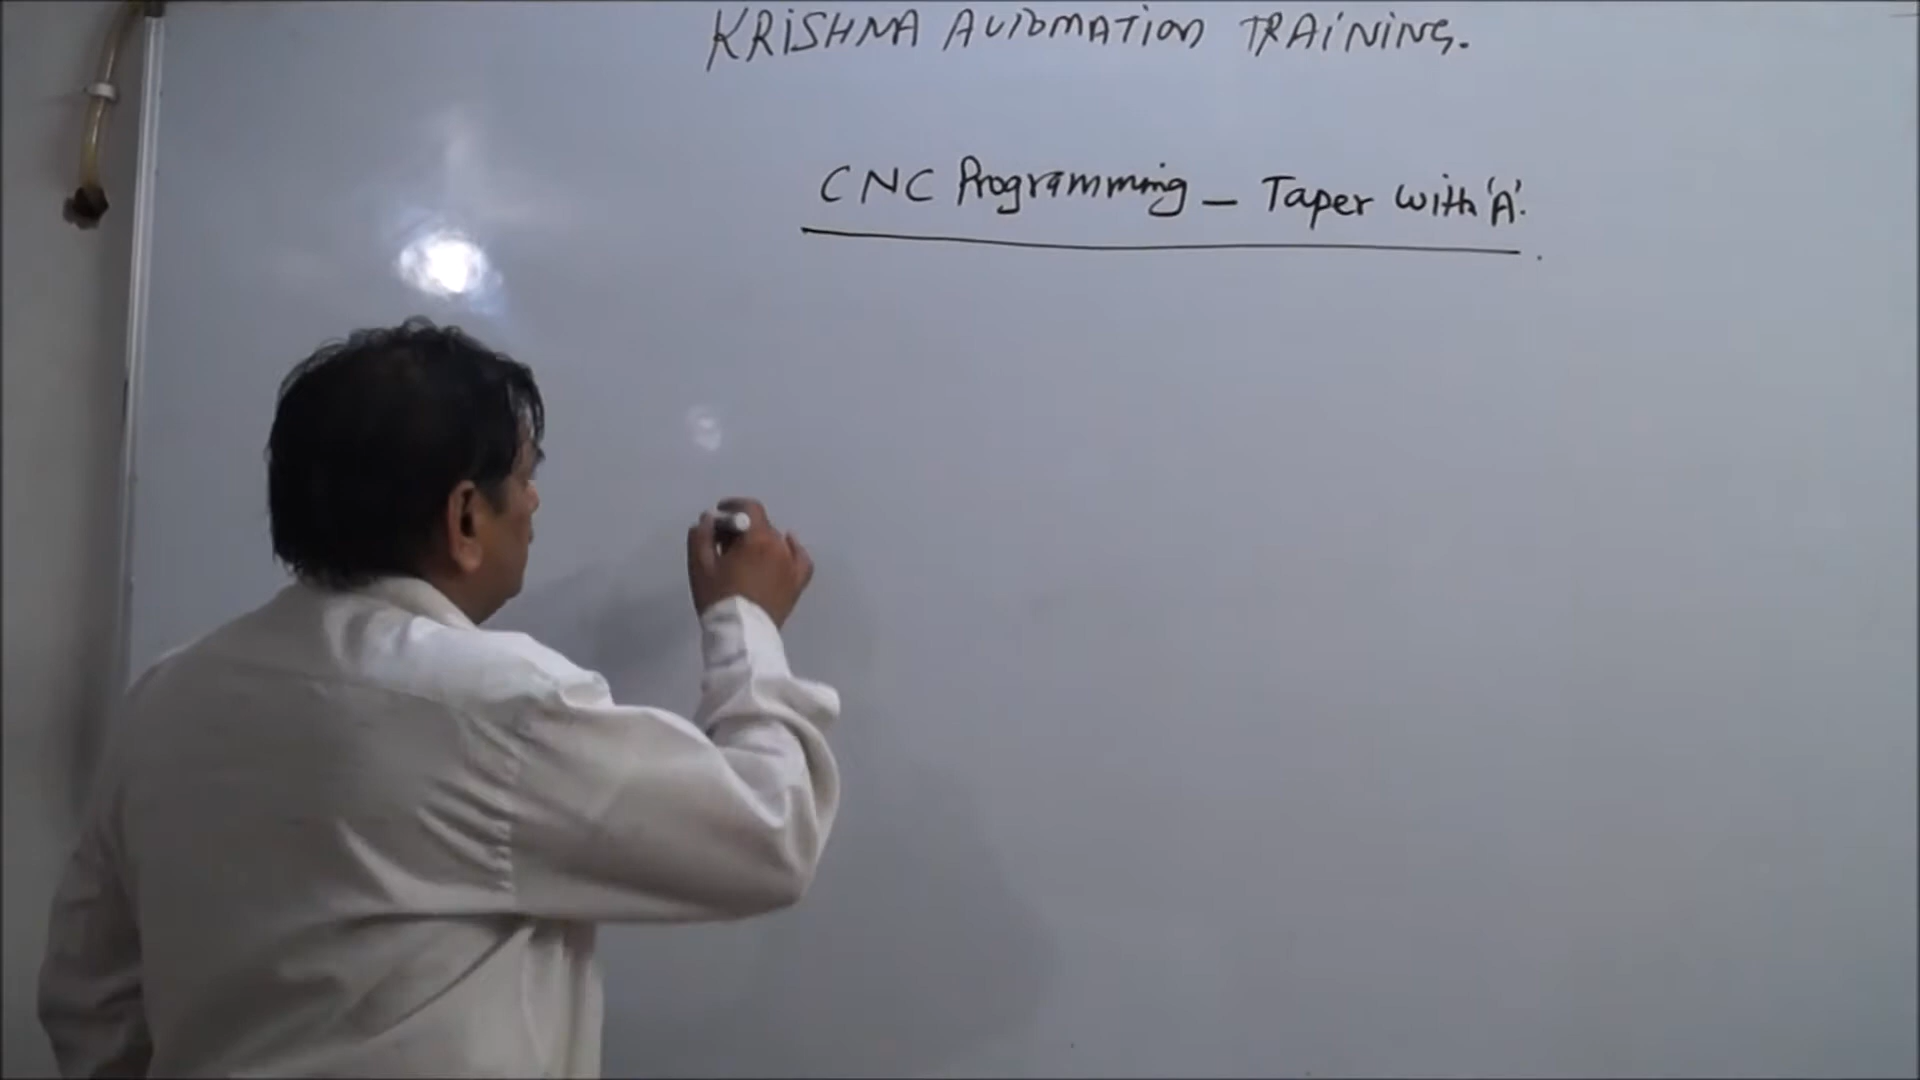 KRISHNA AUTOMATION TRAINING.
CNC Programming – Taper with 'A'.